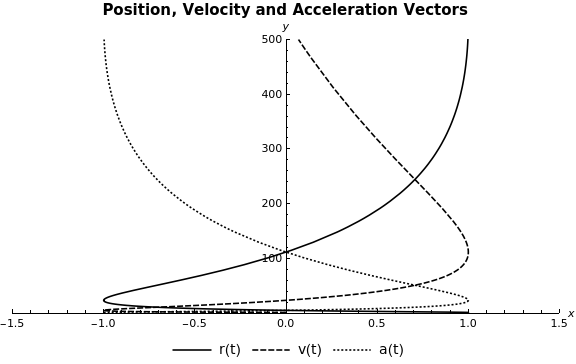 Position, Velocity and Acceleration Vectors
y
500
400
300
200
100
−1.5 −1.0 −0.5 0.0 0.5 1.0 1.5 x
r(t) v(t) a(t)